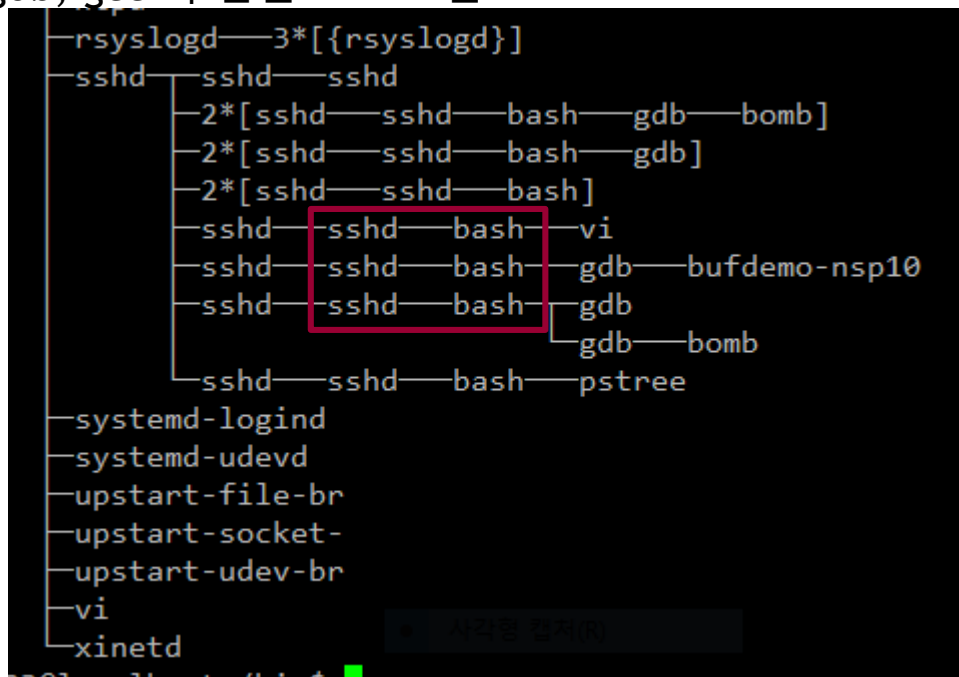 ├─rsyslogd───3*[{rsyslogd}]
├─sshd─┬─sshd───sshd
│      ├─2*[sshd───sshd───bash───gdb───bomb]
│      ├─2*[sshd───sshd───bash───gdb]
│      ├─2*[sshd───sshd───bash]
│      ├─sshd───sshd───bash───vi
│      ├─sshd───sshd───bash───gdb───bufdemo-nsp10
│      ├─sshd───sshd───bash─┬─gdb
│      │                    └─gdb───bomb
│      └─sshd───sshd───bash───pstree
├─systemd-logind
├─systemd-udevd
├─upstart-file-br
├─upstart-socket-
├─upstart-udev-br
├─vi
└─xinetd
사각형 캡처(R)